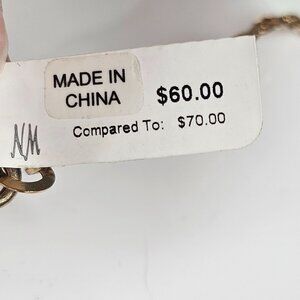 MADE IN
CHINA
$60.00
Compared To: $70.00
NM